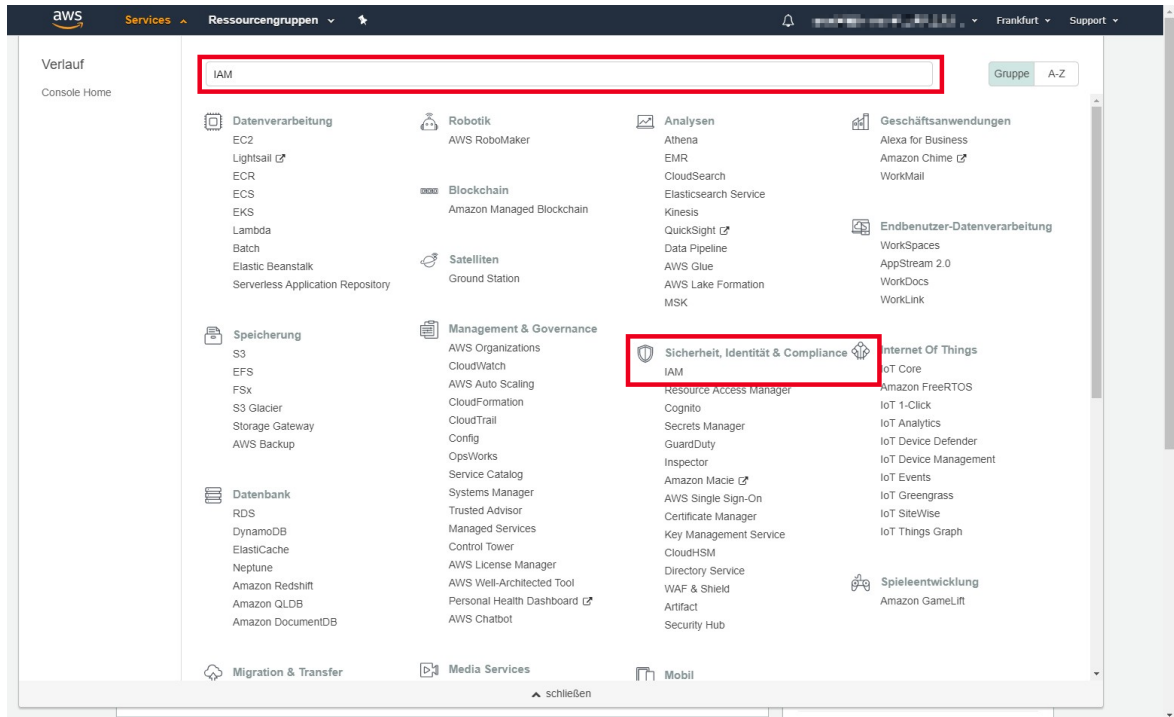 aws
Services
Ressourcengruppen
Frankfurt
Support
Verlauf
Console Home
IAM
Gruppe
A-Z
Datenverarbeitung
EC2
Lightsail
ECR
ECS
EKS
Lambda
Batch
Elastic Beanstalk
Serverless Application Repository
Speicherung
S3
EFS
FSx
S3 Glacier
Storage Gateway
AWS Backup
Datenbank
RDS
DynamoDB
ElastiCache
Neptune
Amazon Redshift
Amazon QLDB
Amazon DocumentDB
Migration & Transfer
Robotik
AWS RoboMaker
Blockchain
Amazon Managed Blockchain
Satelliten
Ground Station
Management & Governance
AWS Organizations
CloudWatch
AWS Auto Scaling
CloudFormation
CloudTrail
Config
OpsWorks
Service Catalog
Systems Manager
Trusted Advisor
Managed Services
Control Tower
AWS License Manager
AWS Well-Architected Tool
Personal Health Dashboard
AWS Chatbot
Media Services
Analysen
Athena
EMR
CloudSearch
Elasticsearch Service
Kinesis
QuickSight
Data Pipeline
AWS Glue
AWS Lake Formation
MSK
Sicherheit, Identität & Compliance
IAM
Resource Access Manager
Cognito
Secrets Manager
GuardDuty
Inspector
Amazon Macie
AWS Single Sign-On
Certificate Manager
Key Management Service
CloudHSM
Directory Service
WAF & Shield
Artifact
Security Hub
Mobil
Geschäftsanwendungen
Alexa for Business
Amazon Chime
WorkMail
Endbenutzer-Datenverarbeitung
WorkSpaces
AppStream 2.0
WorkDocs
WorkLink
Internet Of Things
IoT Core
Amazon FreeRTOS
IoT 1-Click
IoT Analytics
IoT Device Defender
IoT Device Management
IoT Events
IoT Greengrass
IoT SiteWise
IoT Things Graph
Spieleentwicklung
Amazon GameLift
schließen